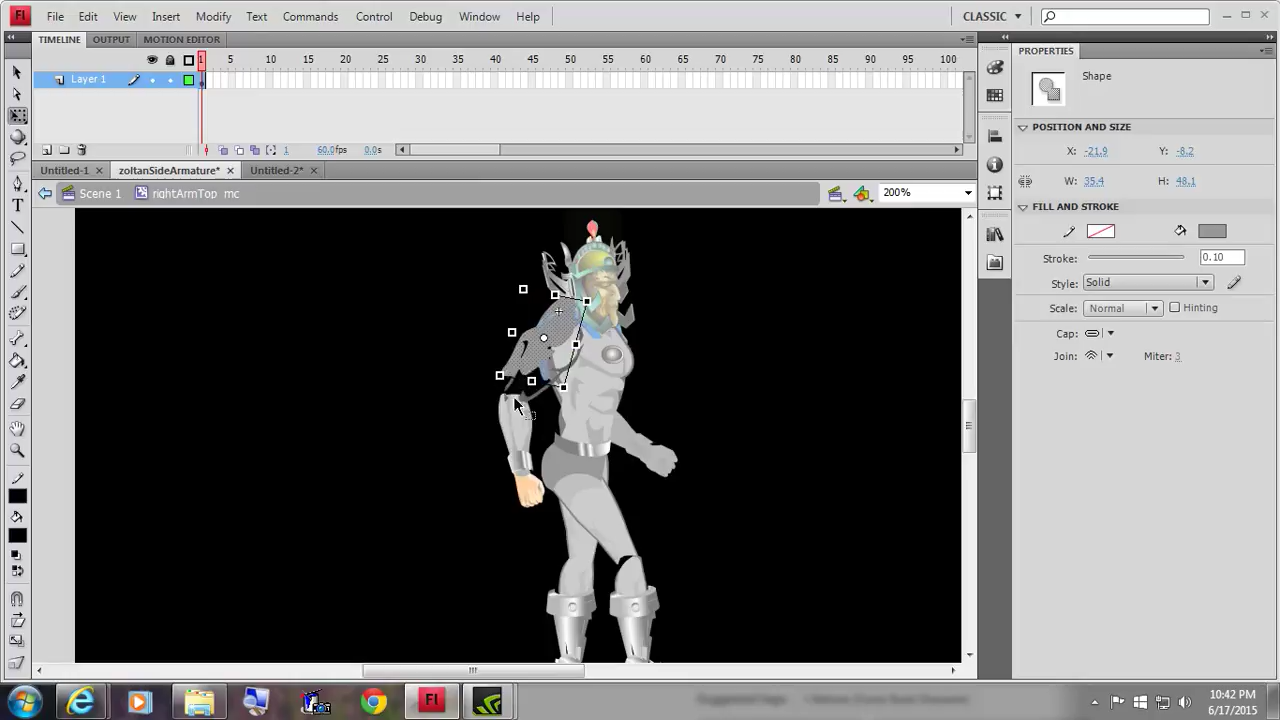 Fl File Edit View Insert Modify Text Commands Control Debug Window Help CLASSIC
TIMELINE OUTPUT MOTION EDITOR
1 5 10 15 20 25 30 35 40 45 50 55 60 65 70 75 80 85 90 95 100
Layer 1
1 60.0fps 0.0s
Untitled-1 zoltanSideArmature* Untitled-2*
Scene 1 rightArmTop mc 200%
PROPERTIES
Shape
POSITION AND SIZE
X: -21.9 Y: -8.2
W: 35.4 H: 48.1
FILL AND STROKE
Stroke: 0.10
Style: Solid
Scale: Normal Hinting
Cap:
Join: Miter: 3
T
Fl
10:42 PM
6/17/2015